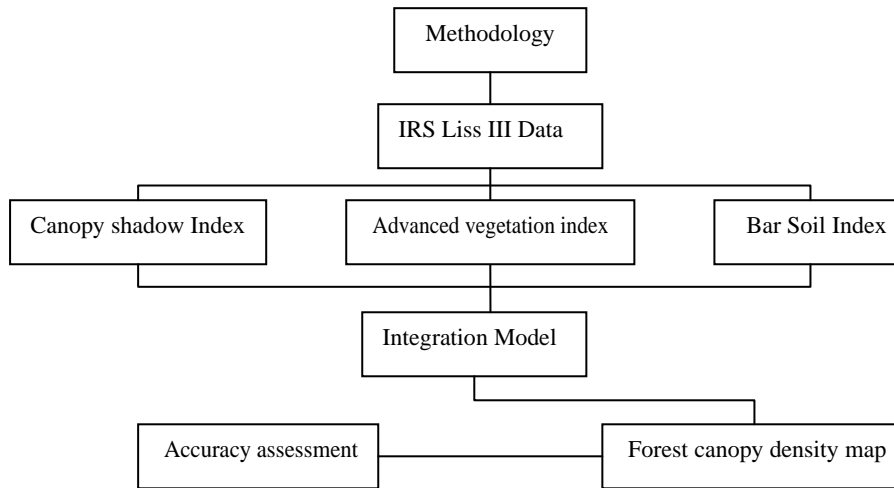 Methodology
IRS Liss III Data
Canopy shadow Index
Advanced vegetation index
Bar Soil Index
Integration Model
Accuracy assessment
Forest canopy density map